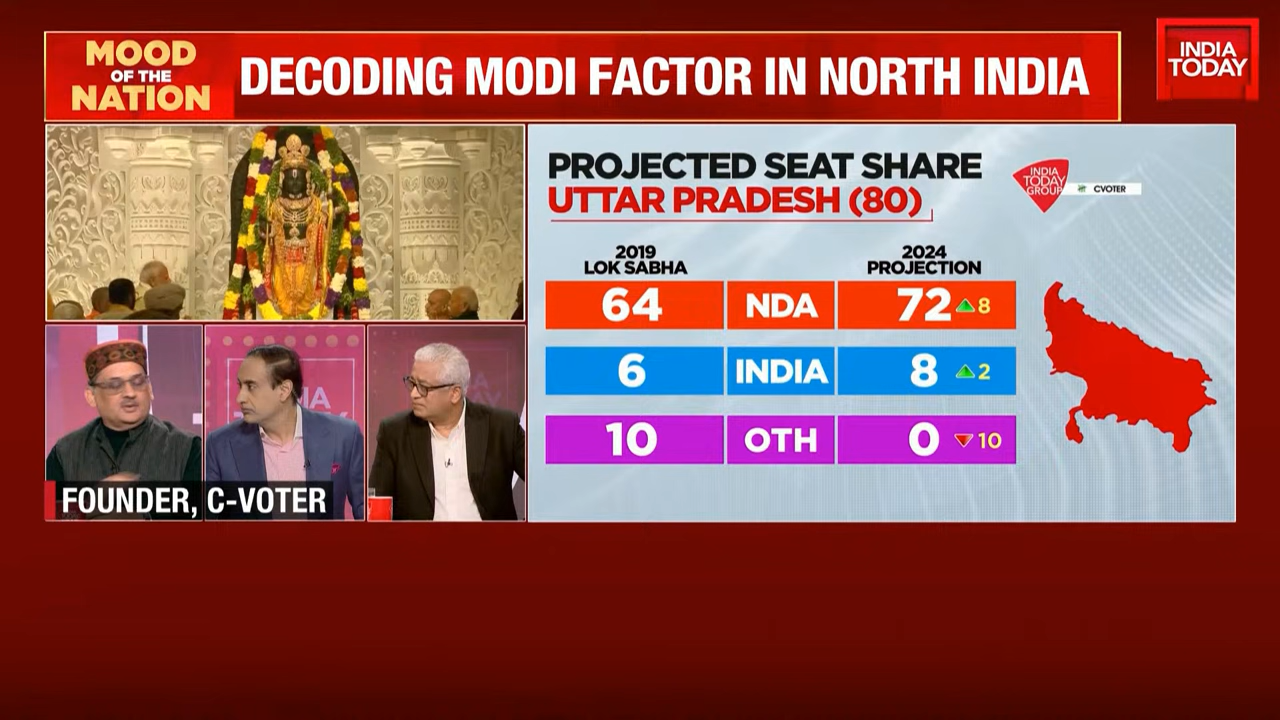 MOOD
OF THE
NATION
DECODING MODI FACTOR IN NORTH INDIA
INDIA
TODAY
PROJECTED SEAT SHARE
UTTAR PRADESH (80)
INDIA
TODAY
GROUP
CVOTER
2019
LOK SABHA
2024
PROJECTION
64 NDA 72 8
6 INDIA 8 2
10 OTH 0 10
FOUNDER, C-VOTER